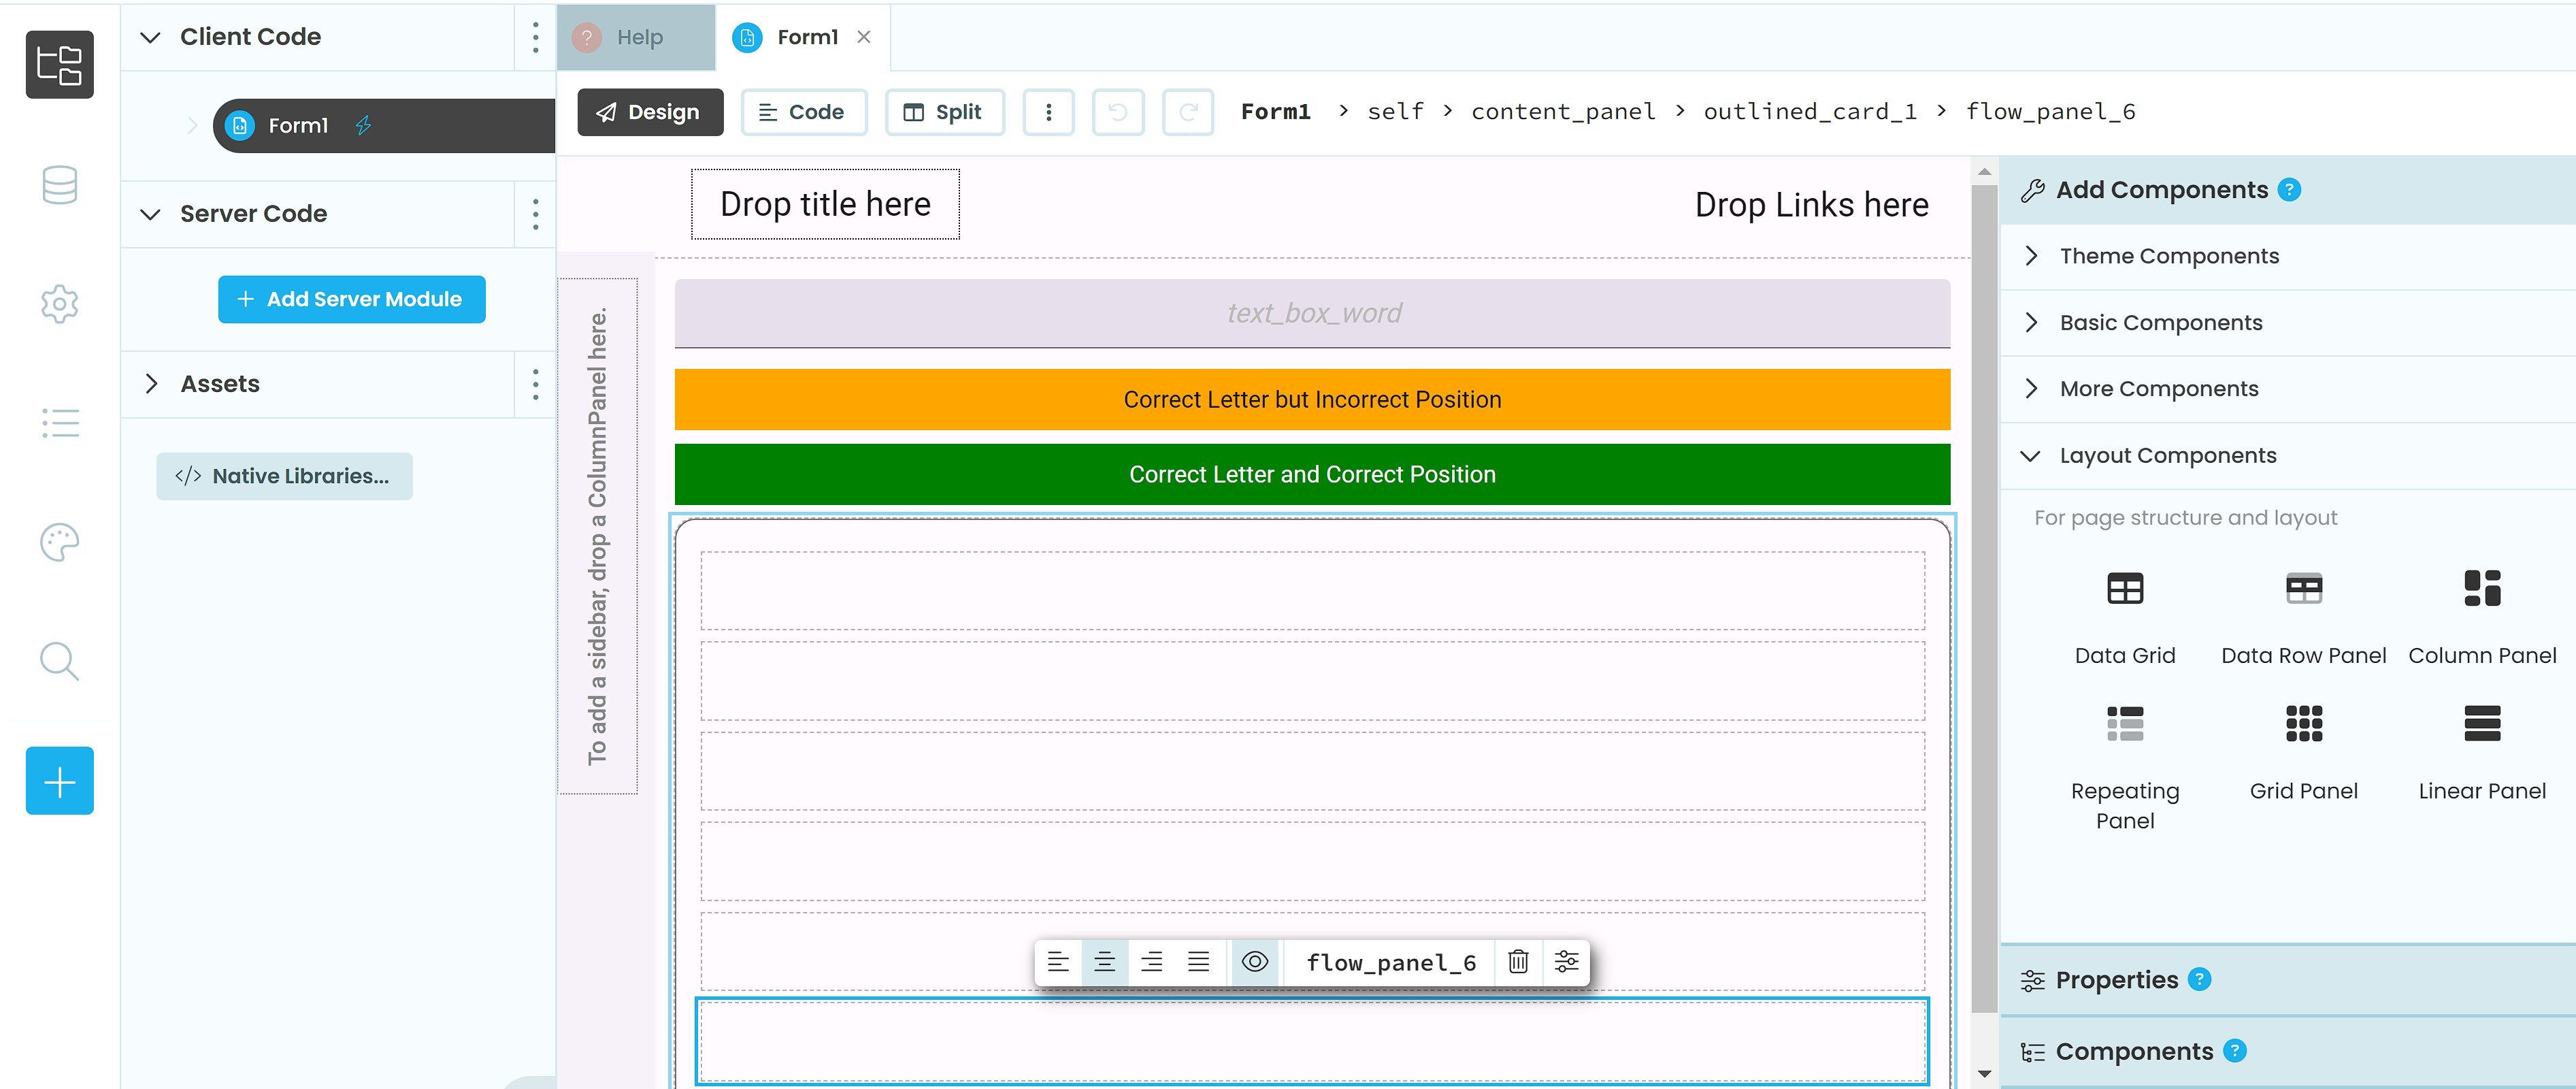 Client Code
Form1
Server Code
+ Add Server Module
Assets
</> Native Libraries...
? Help
Form1 ×
Design
Code
Split
Form1 > self > content_panel > outlined_card_1 > flow_panel_6
Drop title here
Drop Links here
To add a sidebar, drop a ColumnPanel here.
text_box_word
Correct Letter but Incorrect Position
Correct Letter and Correct Position
flow_panel_6
Add Components ?
Theme Components
Basic Components
More Components
Layout Components
For page structure and layout
Data Grid
Data Row Panel
Column Panel
Repeating
Panel
Grid Panel
Linear Panel
Properties ?
Components ?